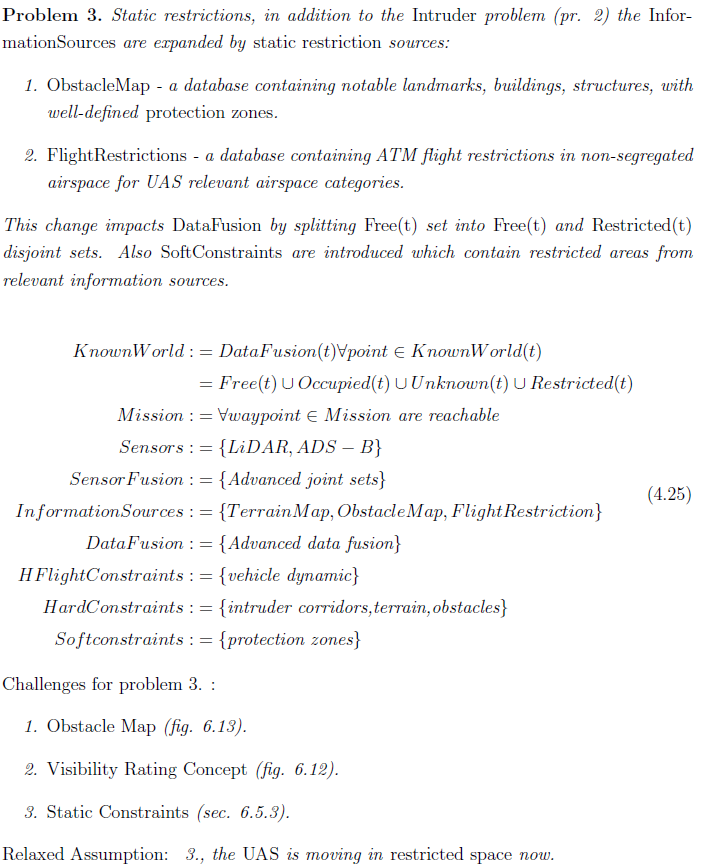 Problem 3. Static restrictions, in addition to the Intruder problem (pr. 2) the Infor-
mationSources are expanded by static restriction sources:
1. ObstacleMap - a database containing notable landmarks, buildings, structures, with
well-defined protection zones.
2. FlightRestrictions - a database containing ATM flight restrictions in non-segregated
airspace for UAS relevant airspace categories.
This change impacts DataFusion by splitting Free(t) set into Free(t) and Restricted(t)
disjoint sets. Also SoftConstraints are introduced which contain restricted areas from
relevant information sources.
KnownWorld := DataFusion(t)∀point ∈ KnownWorld(t)
= Free(t) ∪ Occupied(t) ∪ Unknown(t) ∪ Restricted(t)
Mission := ∀waypoint ∈ Mission are reachable
Sensors := {LiDAR, ADS − B}
SensorFusion := {Advanced joint sets}
InformationSources := {TerrainMap, ObstacleMap, FlightRestriction}
(4.25)
DataFusion := {Advanced data fusion}
HFlightConstraints := {vehicle dynamic}
HardConstraints := {intruder corridors,terrain,obstacles}
Softconstraints := {protection zones}
Challenges for problem 3. :
1. Obstacle Map (fig. 6.13).
2. Visibility Rating Concept (fig. 6.12).
3. Static Constraints (sec. 6.5.3).
Relaxed Assumption: 3., the UAS is moving in restricted space now.